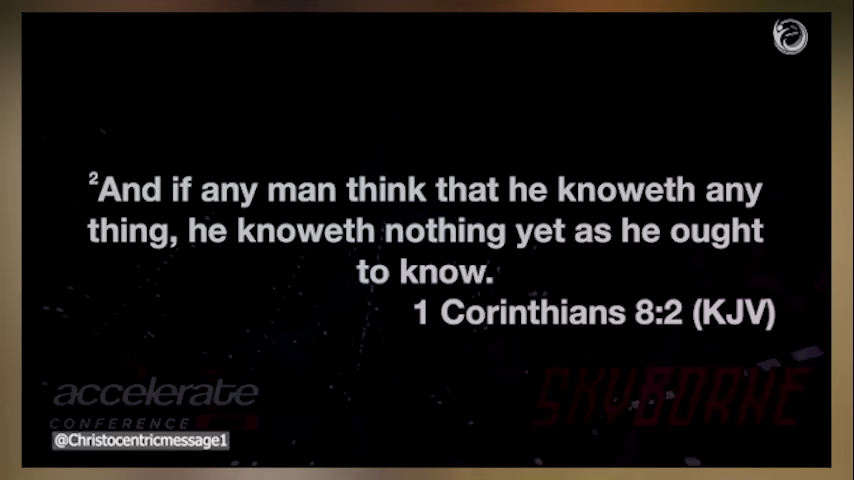 ²And if any man think that he knoweth any
thing, he knoweth nothing yet as he ought
to know.
1 Corinthians 8:2 (KJV)
accelerate
CONFERENCE
SKYBORNE
@Christocentricmessage1